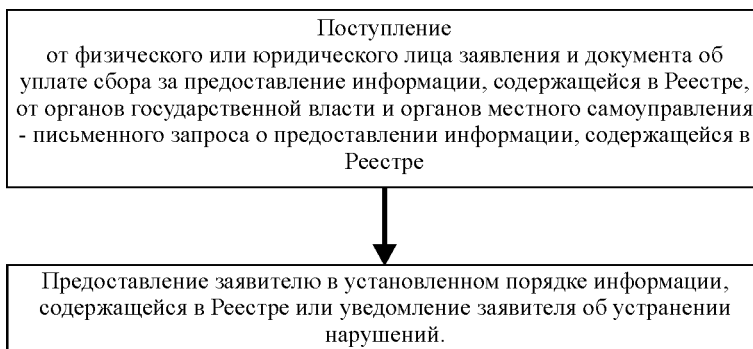 Поступление
от физического или юридического лица заявления и документа об
уплате сбора за предоставление информации, содержащейся в Реестре,
от органов государственной власти и органов местного самоуправления
- письменного запроса о предоставлении информации, содержащейся в
Реестре
Предоставление заявителю в установленном порядке информации,
содержащейся в Реестре или уведомление заявителя об устранении
нарушений.